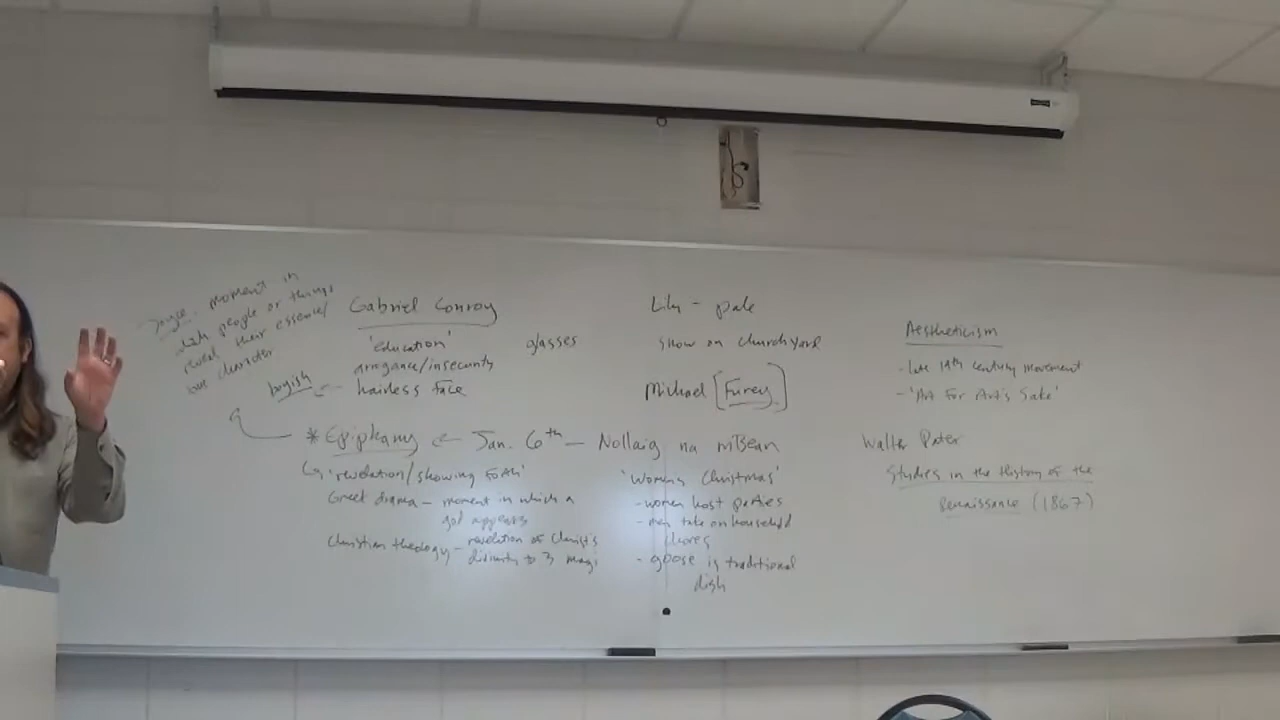 Joyce - moment in
which people or things
reveal their essence/
true character
Gabriel Conroy
'education'
glasses
arrogance/insecurity
boyish
hairless face
Lily - pale
snow on churchyard
Michael [Furey]
Aestheticism
- late 19th century movement
- 'Art For Art's Sake'
* Epiphany ← Jan. 6th — Nollaig na mBean
'revelation/showing forth'
Greek drama - moment in which a
god appears
Christian theology - revelation of Christ's
divinity to 3 magi
'Women's Christmas'
- women host parties
- men take on household
chores
- goose is traditional
dish
Walter Pater
Studies in the History of the
Renaissance (1867)